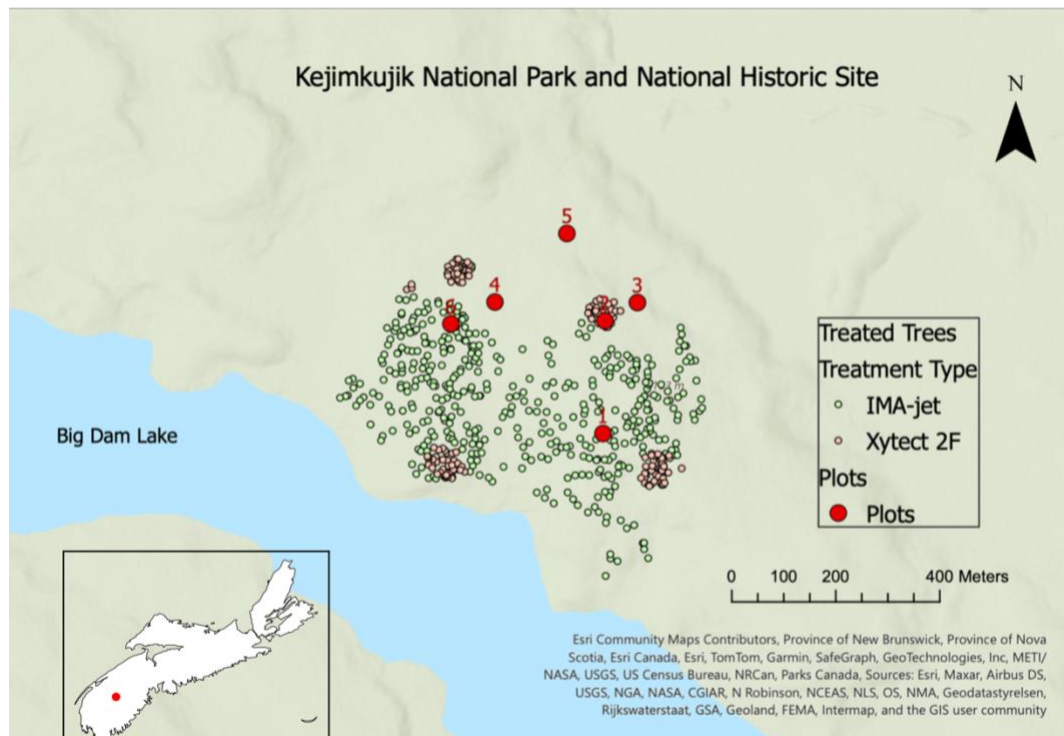 Kejimkujik National Park and National Historic Site
N
5
4
3
6
2
1
Big Dam Lake
Treated Trees
Treatment Type
IMA-jet
Xytect 2F
Plots
Plots
0 100 200 400 Meters
Esri Community Maps Contributors, Province of New Brunswick, Province of Nova
Scotia, Esri Canada, Esri, TomTom, Garmin, SafeGraph, GeoTechnologies, Inc, METI/
NASA, USGS, US Census Bureau, NRCan, Parks Canada, Sources: Esri, Maxar, Airbus DS,
USGS, NGA, NASA, CGIAR, N Robinson, NCEAS, NLS, OS, NMA, Geodatastyrelsen,
Rijkswaterstaat, GSA, Geoland, FEMA, Intermap, and the GIS user community